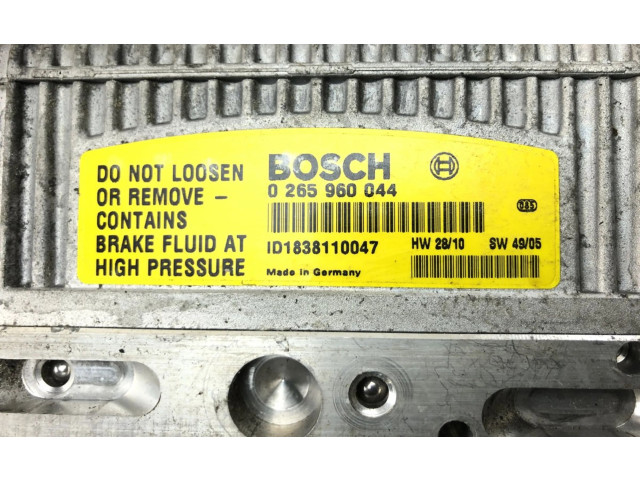 DO NOT LOOSEN
OR REMOVE –
CONTAINS
BRAKE FLUID AT
HIGH PRESSURE
BOSCH
0 265 960 044
ID1838110047
HW 28/10 SW 49/05
Made in Germany